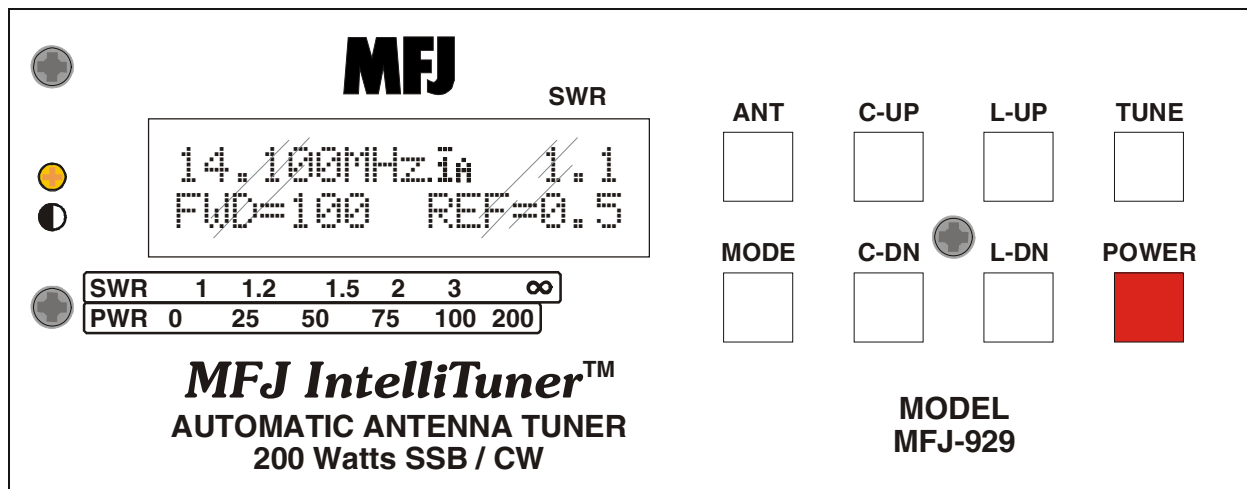 MFJ
SWR
14.100MHz iA 1.1
FWD=100 REF=0.5
SWR 1 1.2 1.5 2 3 ∞
PWR 0 25 50 75 100 200
MFJ IntelliTuner™
AUTOMATIC ANTENNA TUNER
200 Watts SSB / CW
ANT C-UP L-UP TUNE
MODE C-DN L-DN POWER
MODEL
MFJ-929